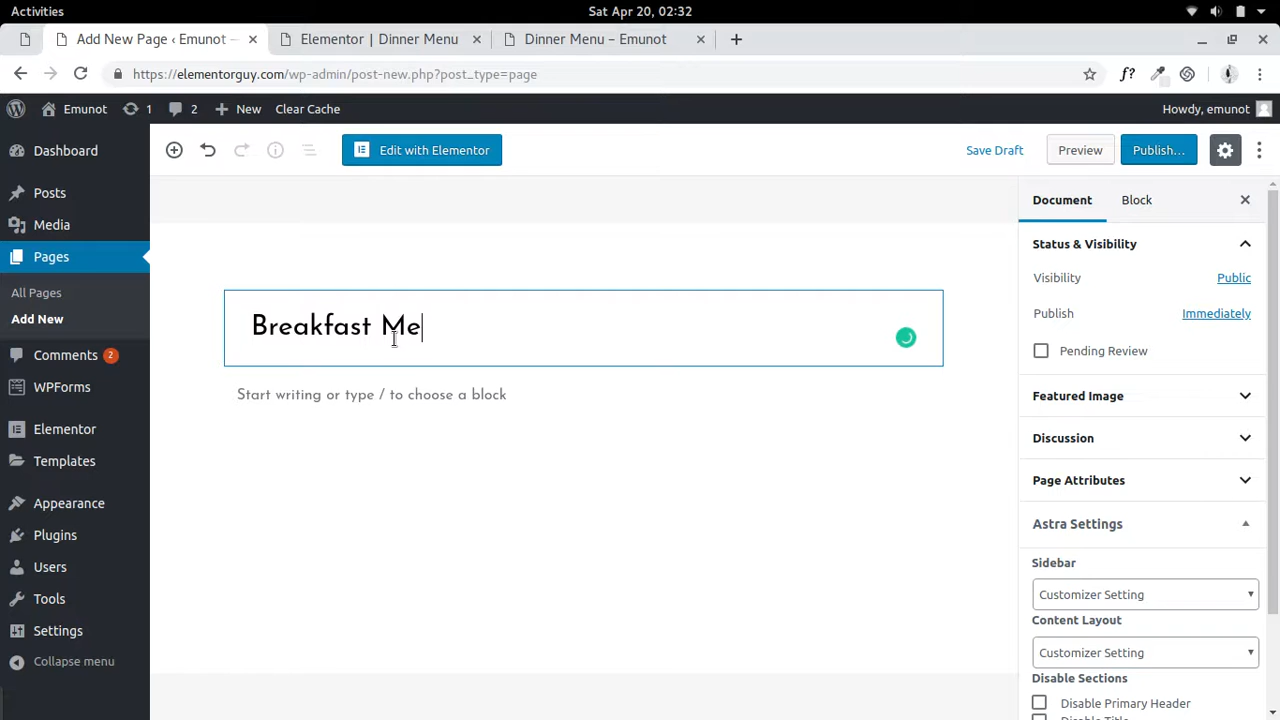 Activities
Sat Apr 20, 02:32
Add New Page ‹ Emunot –
Elementor | Dinner Menu
Dinner Menu – Emunot
https://elementorguy.com/wp-admin/post-new.php?post_type=page
f?
Emunot
1
2
New
Clear Cache
Howdy, emunot
Dashboard
Posts
Media
Pages
All Pages
Add New
Comments 2
WPForms
Elementor
Templates
Appearance
Plugins
Users
Tools
Settings
Collapse menu
Edit with Elementor
Save Draft
Preview
Publish…
Breakfast Me
Start writing or type / to choose a block
Document
Block
Status & Visibility
Visibility
Public
Publish
Immediately
Pending Review
Featured Image
Discussion
Page Attributes
Astra Settings
Sidebar
Customizer Setting
Content Layout
Customizer Setting
Disable Sections
Disable Primary Header
Disable Title